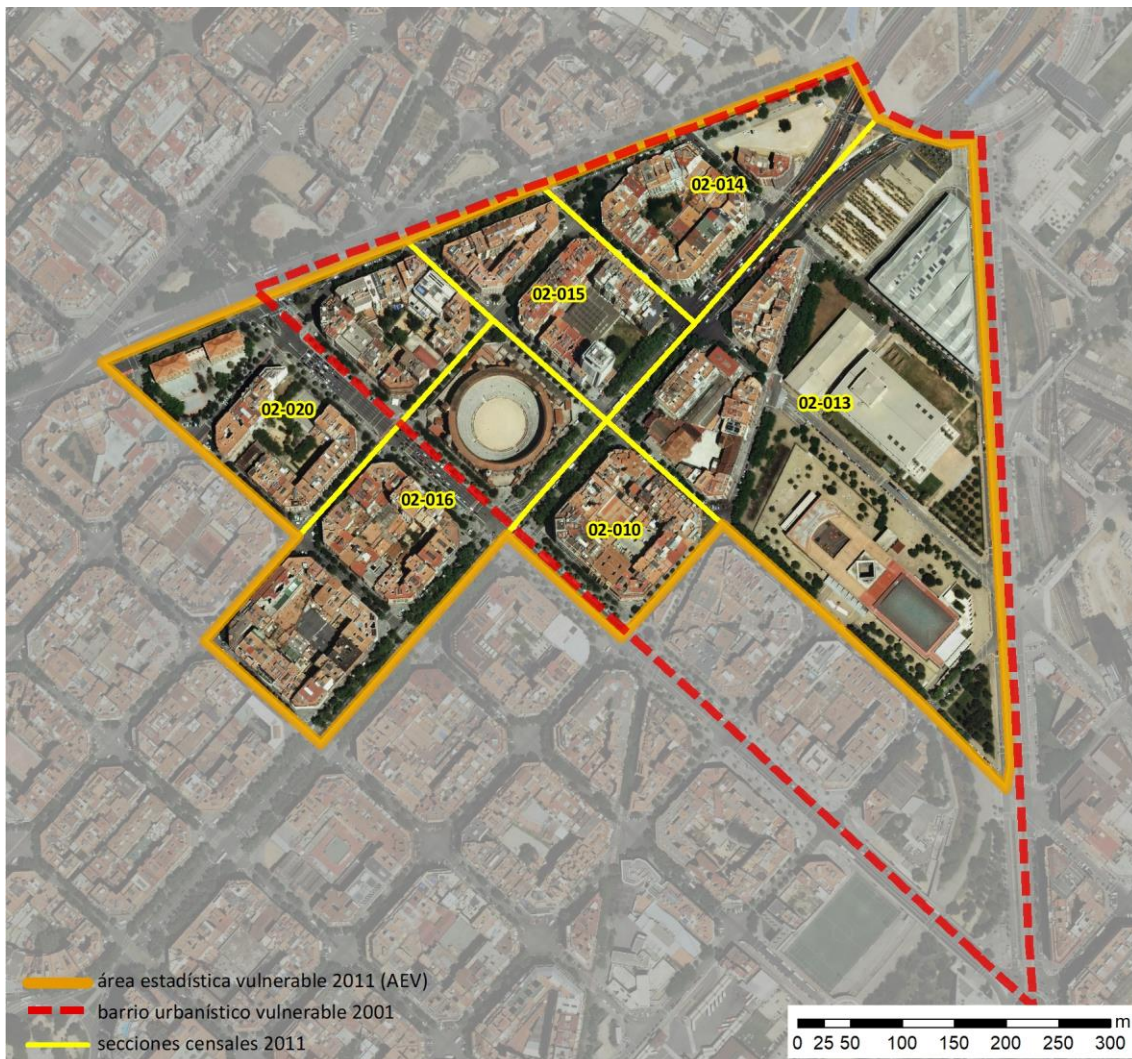 02-014
02-015
02-013
02-020
02-016
02-010
área estadística vulnerable 2011 (AEV)
barrio urbanístico vulnerable 2001
secciones censales 2011
m
0 25 50 100 150 200 250 300